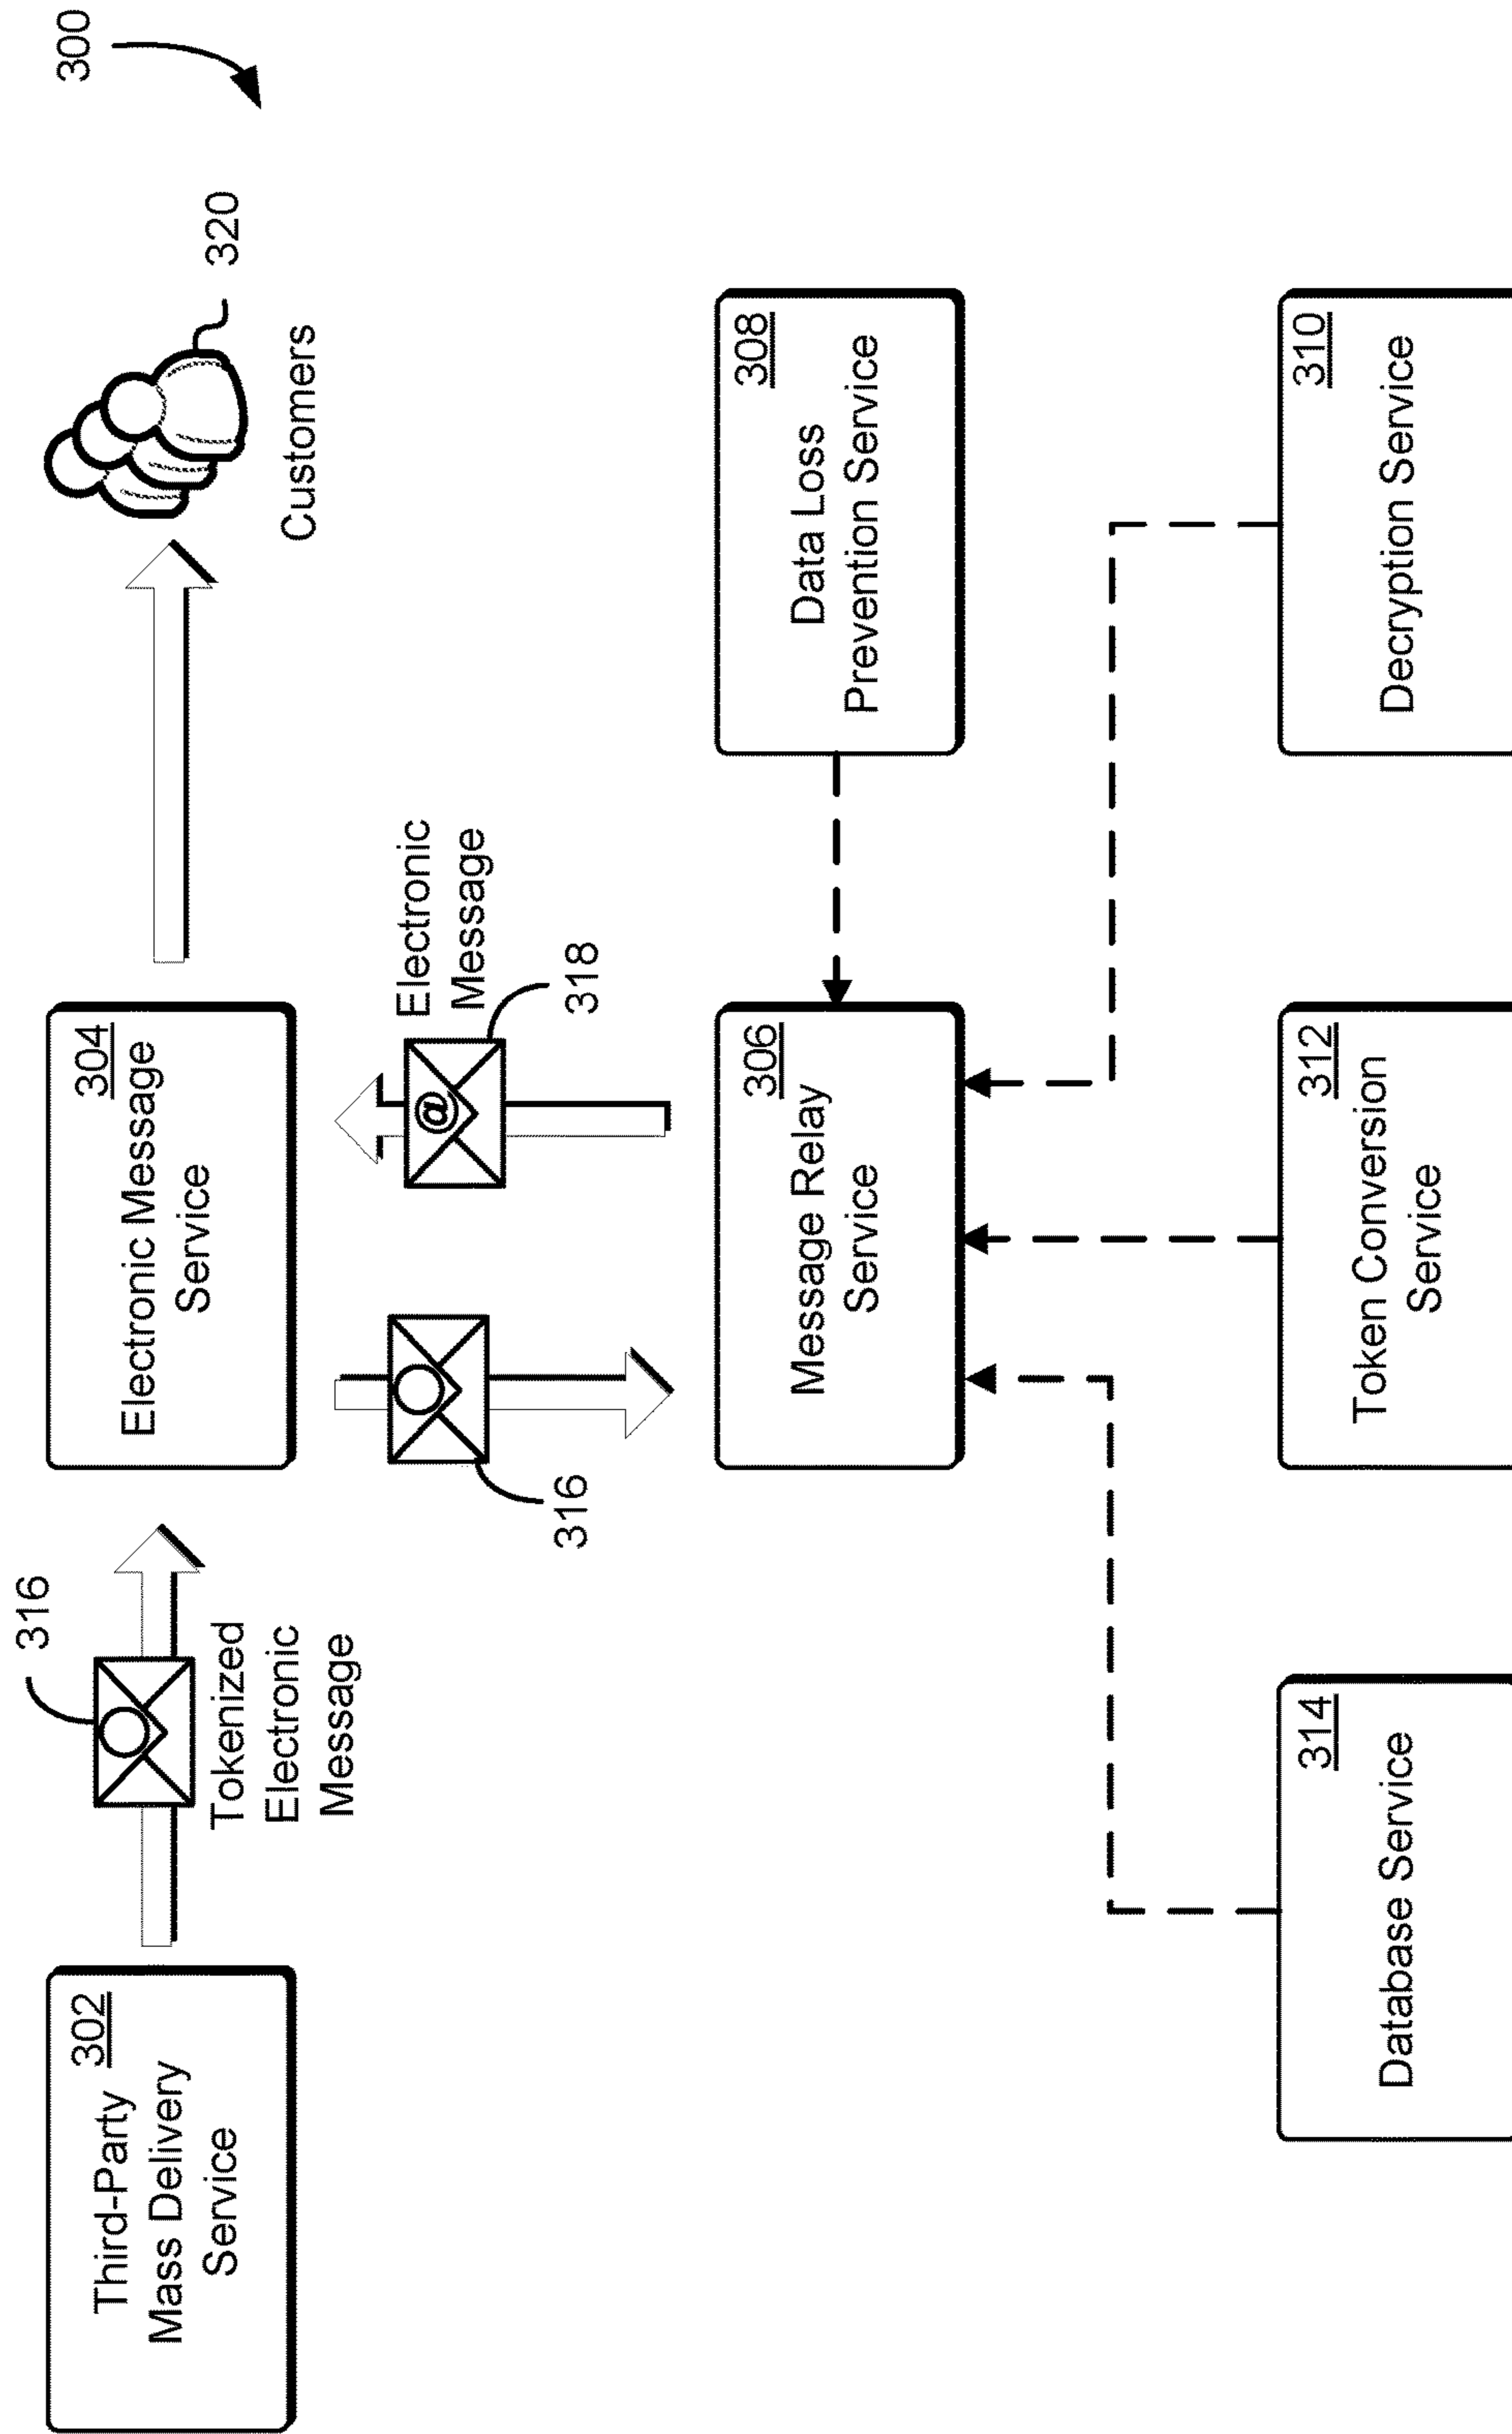 300
302
Third-Party
Mass Delivery
Service
316
Tokenized
Electronic
Message
304
Electronic Message
Service
320
Customers
316
Electronic
Message
318
306
Message Relay
Service
308
Data Loss
Prevention Service
314
Database Service
312
Token Conversion
Service
310
Decryption Service
@